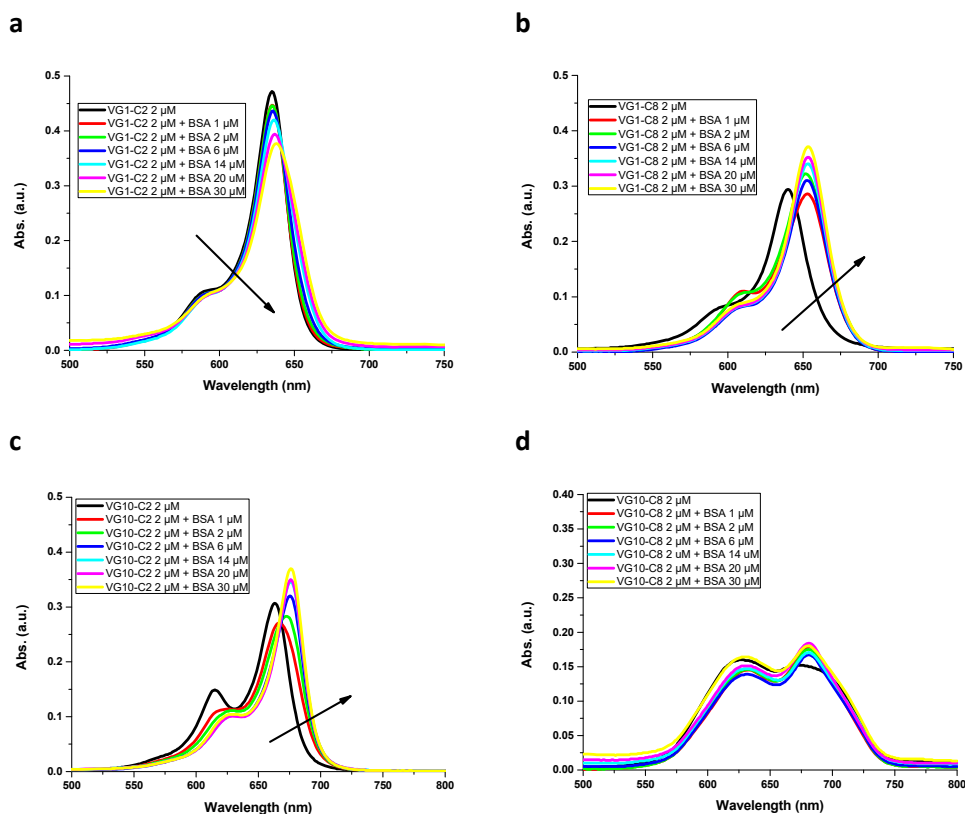 a
0.5
0.4
0.3
0.2
0.1
0.0
Abs. (a.u.)
VG1-C2 2 µM
VG1-C2 2 µM + BSA 1 µM
VG1-C2 2 µM + BSA 2 µM
VG1-C2 2 µM + BSA 6 µM
VG1-C2 2 µM + BSA 14 µM
VG1-C2 2 µM + BSA 20 uM
VG1-C2 2 µM + BSA 30 µM
500 550 600 650 700 750
Wavelength (nm)
b
0.5
0.4
0.3
0.2
0.1
0.0
Abs. (a.u.)
VG1-C8 2 µM
VG1-C8 2 µM + BSA 1 µM
VG1-C8 2 µM + BSA 2 µM
VG1-C8 2 µM + BSA 6 µM
VG1-C8 2 µM + BSA 14 µM
VG1-C8 2 µM + BSA 20 µM
VG1-C8 2 µM + BSA 30 µM
500 550 600 650 700 750
Wavelength (nm)
c
0.5
0.4
0.3
0.2
0.1
0.0
Abs. (a.u.)
VG10-C2 2 µM
VG10-C2 2 µM + BSA 1 µM
VG10-C2 2 µM + BSA 2 µM
VG10-C2 2 µM + BSA 6 µM
VG10-C2 2 µM + BSA 14 µM
VG10-C2 2 µM + BSA 20 µM
VG10-C2 2 µM + BSA 30 µM
500 550 600 650 700 750 800
Wavelength (nm)
d
0.40
0.35
0.30
0.25
0.20
0.15
0.10
0.05
0.00
Abs. (a.u.)
VG10-C8 2 µM
VG10-C8 2 µM + BSA 1 µM
VG10-C8 2 µM + BSA 2 µM
VG10-C8 2 µM + BSA 6 µM
VG10-C8 2 µM + BSA 14 uM
VG10-C8 2 µM + BSA 20 µM
VG10-C8 2 µM + BSA 30 µM
500 550 600 650 700 750 800
Wavelength (nm)